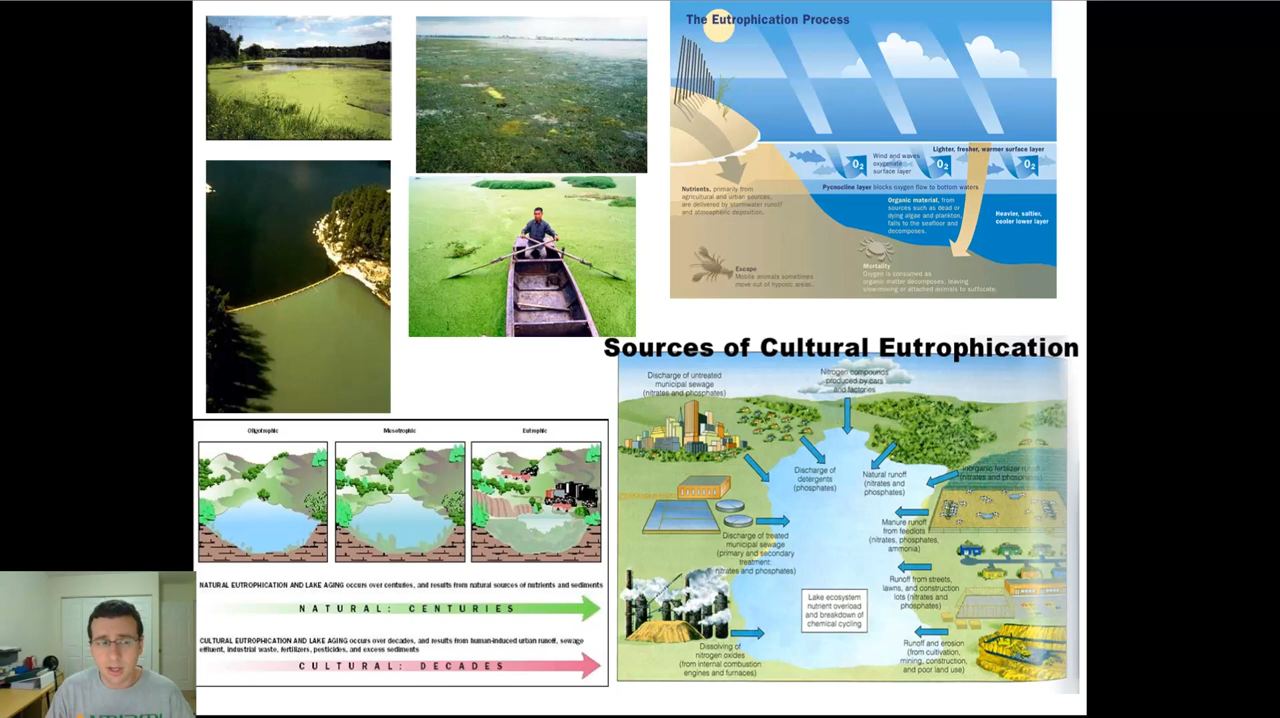 The Eutrophication Process
Lighter, fresher, warmer surface layer
Wind and waves
oxygenate
surface layer
O2
O2
O2
Pycnocline layer blocks oxygen flow to bottom waters
Nutrients, primarily from
agricultural and urban sources,
are delivered by stormwater runoff
and atmospheric deposition.
Organic material, from
sources such as dead or
dying algae and plankton,
falls to the seafloor and
decomposes.
Heavier, saltier,
cooler lower layer
Escape
Mobile animals sometimes
move out of hypoxic areas.
Mortality
Oxygen is consumed as
organic matter decomposes, leaving
slowmoving or attached animals to suffocate.
Sources of Cultural Eutrophication
Discharge of untreated
municipal sewage
(nitrates and phosphates)
Nitrogen compounds
produced by cars
and factories
Discharge of
detergents
(phosphates)
Natural runoff
(nitrates and
phosphates)
Inorganic fertilizer runoff
(nitrates and phosphates)
Manure runoff
from feedlots
(nitrates, phosphates,
ammonia)
Discharge of treated
municipal sewage
(primary and secondary
treatment:
nitrates and phosphates)
Runoff from streets,
lawns, and construction
lots (nitrates and
phosphates)
Lake ecosystem
nutrient overload
and breakdown of
chemical cycling
Dissolving of
nitrogen oxides
(from internal combustion
engines and furnaces)
Runoff and erosion
(from cultivation,
mining, construction,
and poor land use)
Oligotrophic
Mesotrophic
Eutrophic
NATURAL EUTROPHICATION AND LAKE AGING occurs over centuries, and results from natural sources of nutrients and sediments
NATURAL: CENTURIES
CULTURAL EUTROPHICATION AND LAKE AGING occurs over decades, and results from human-induced urban runoff, sewage
effluent, industrial waste, fertilizers, pesticides, and excess sediments
CULTURAL: DECADES